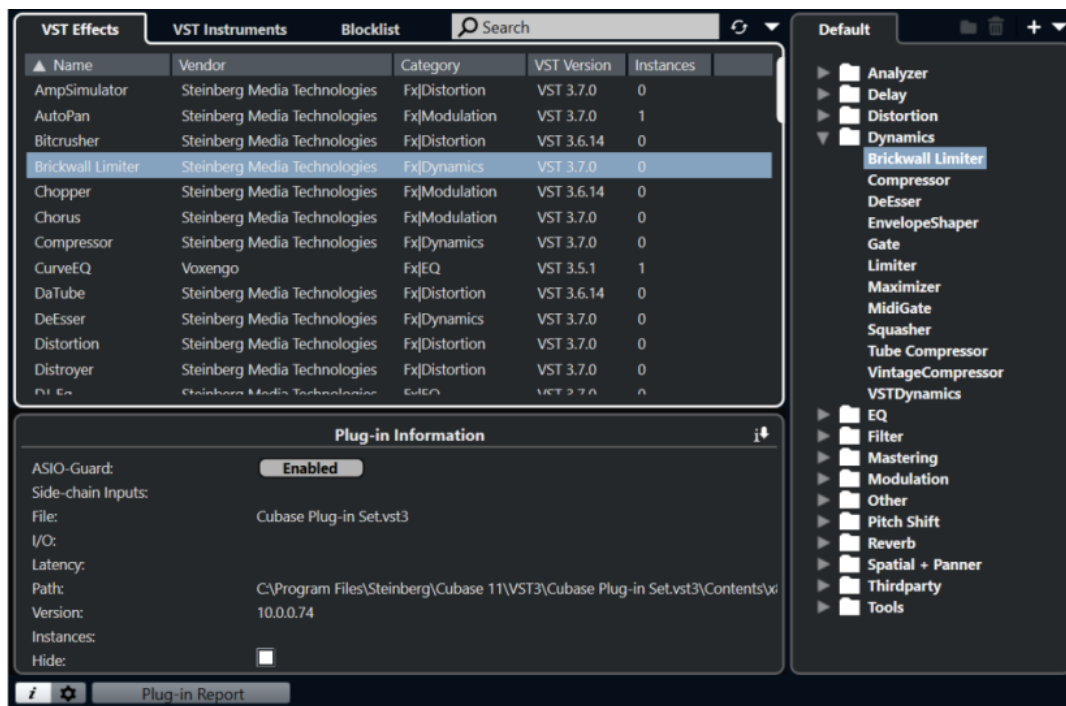 VST Effects VST Instruments Blocklist Search
Name Vendor Category VST Version Instances
AmpSimulator Steinberg Media Technologies Fx|Distortion VST 3.7.0 0
AutoPan Steinberg Media Technologies Fx|Modulation VST 3.7.0 1
Bitcrusher Steinberg Media Technologies Fx|Distortion VST 3.6.14 0
Brickwall Limiter Steinberg Media Technologies Fx|Dynamics VST 3.7.0 0
Chopper Steinberg Media Technologies Fx|Modulation VST 3.6.14 0
Chorus Steinberg Media Technologies Fx|Modulation VST 3.7.0 0
Compressor Steinberg Media Technologies Fx|Dynamics VST 3.7.0 0
CurveEQ Voxengo Fx|EQ VST 3.5.1 1
DaTube Steinberg Media Technologies Fx|Distortion VST 3.6.14 0
DeEsser Steinberg Media Technologies Fx|Dynamics VST 3.7.0 0
Distortion Steinberg Media Technologies Fx|Distortion VST 3.7.0 0
Distroyer Steinberg Media Technologies Fx|Distortion VST 3.7.0 0
Plug-in Information
ASIO-Guard: Enabled
Side-chain Inputs:
File: Cubase Plug-in Set.vst3
I/O:
Latency:
Path: C:\Program Files\Steinberg\Cubase 11\VST3\Cubase Plug-in Set.vst3\Contents\x
Version: 10.0.0.74
Instances:
Hide:
i Plug-in Report
Default
Analyzer
Delay
Distortion
Dynamics
Brickwall Limiter
Compressor
DeEsser
EnvelopeShaper
Gate
Limiter
Maximizer
MidiGate
Squasher
Tube Compressor
VintageCompressor
VSTDynamics
EQ
Filter
Mastering
Modulation
Other
Pitch Shift
Reverb
Spatial + Panner
Thirdparty
Tools